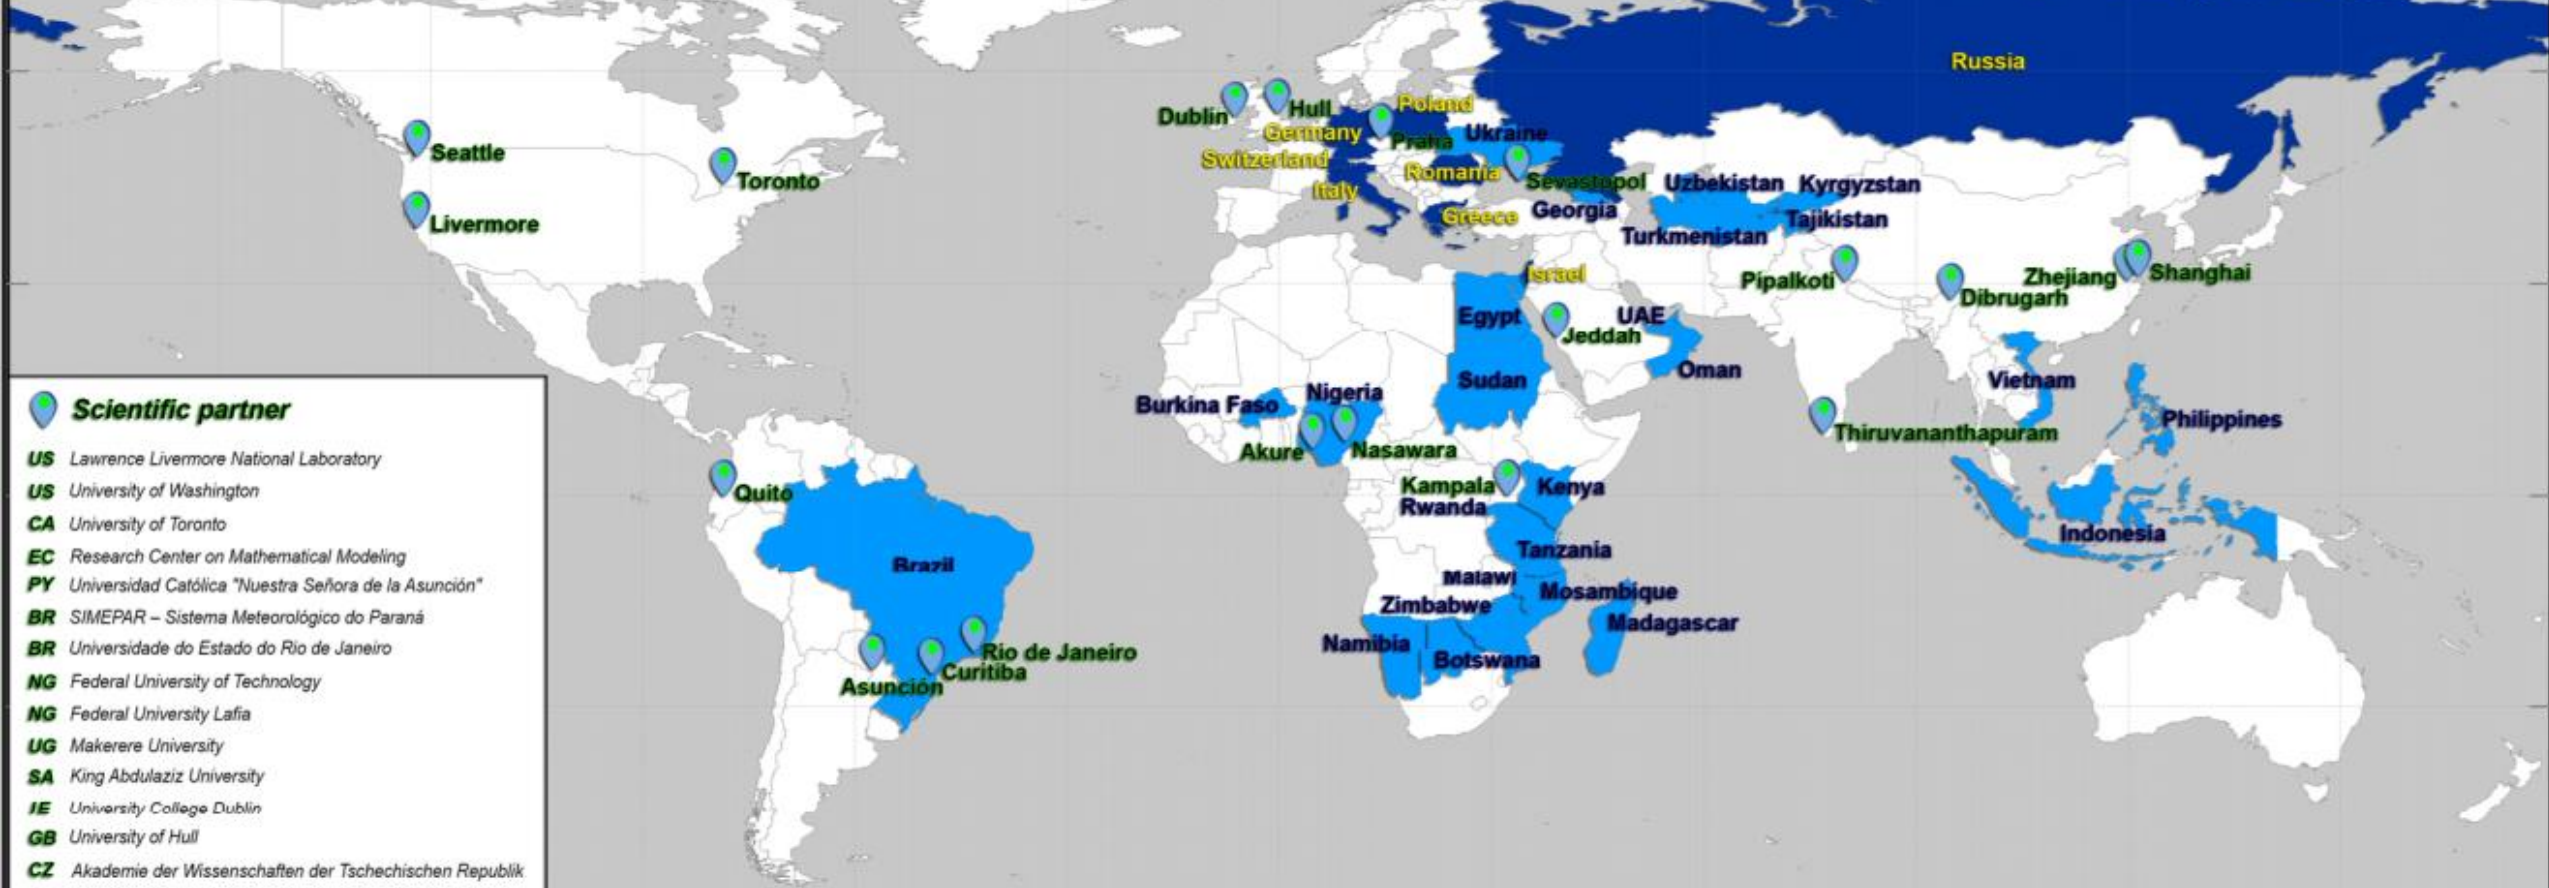 Russia
Dublin
Hull
Poland
Germany
Praha
Ukraine
Seattle
Switzerland
Romania
Toronto
Sevastopol
Uzbekistan
Kyrgyzstan
Italy
Livermore
Greece
Georgia
Tajikistan
Turkmenistan
Israel
Pipalkoti
Zhejiang
Shanghai
Dibrugarh
Egypt
UAE
Jeddah
Oman
Sudan
Vietnam
Nigeria
Burkina Faso
Philippines
Thiruvananthapuram
Akure
Nasawara
Kampala
Kenya
Quito
Rwanda
Indonesia
Tanzania
Brazil
Malawi
Mosambique
Zimbabwe
Madagascar
Namibia
Botswana
Rio de Janeiro
Curitiba
Asunción
Scientific partner
US Lawrence Livermore National Laboratory
US University of Washington
CA University of Toronto
EC Research Center on Mathematical Modeling
PY Universidad Católica "Nuestra Señora de la Asunción"
BR SIMEPAR – Sistema Meteorológico do Paraná
BR Universidade do Estado do Rio de Janeiro
NG Federal University of Technology
NG Federal University Lafia
UG Makerere University
SA King Abdulaziz University
IE University College Dublin
GB University of Hull
CZ Akademie der Wissenschaften der Tschechischen Republik